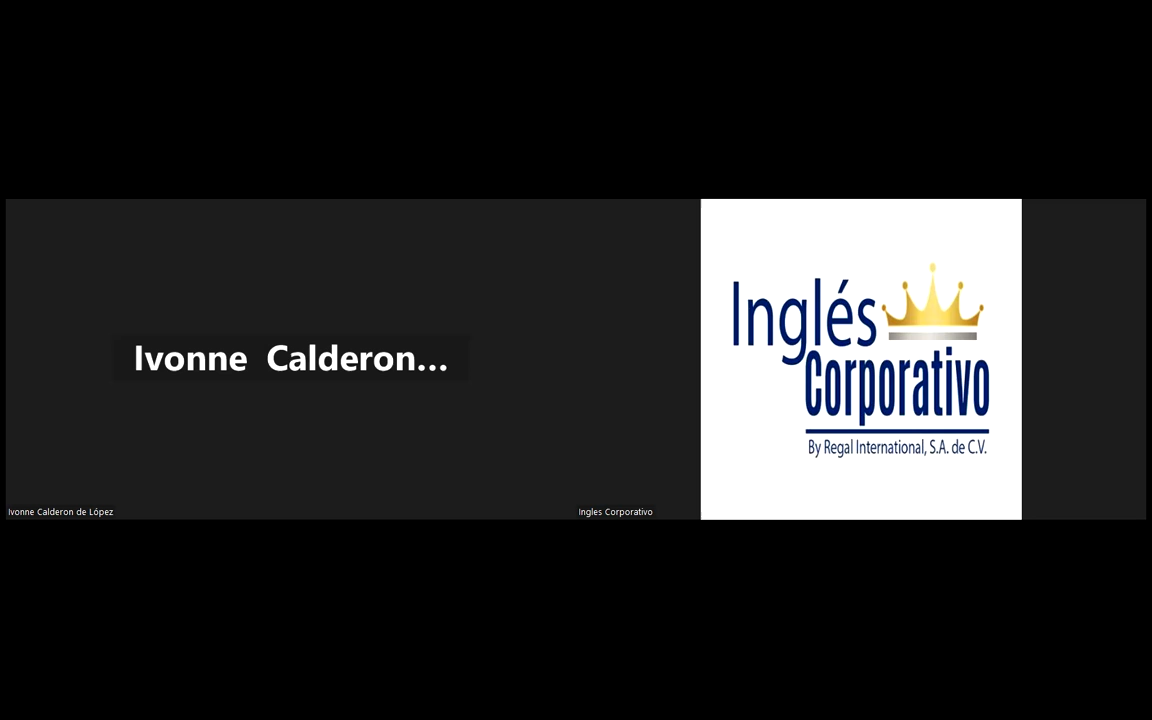 Ivonne  Calderon...
Ivonne Calderon de López
Inglés
Corporativo
By Regal International, S.A. de C.V.
Ingles Corporativo